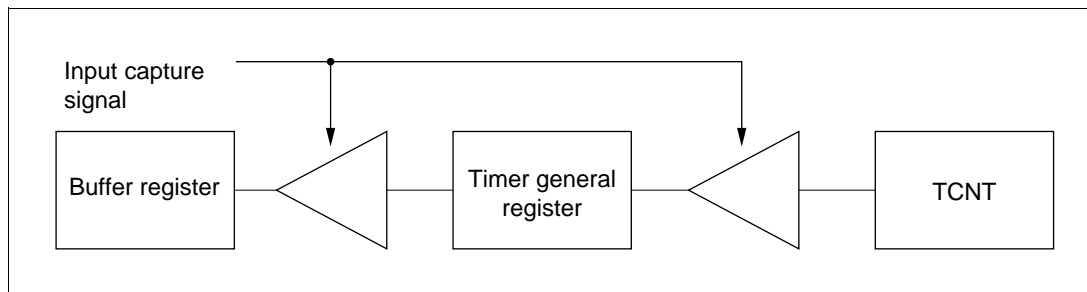 Input capture
signal
Buffer register
Timer general
register
TCNT